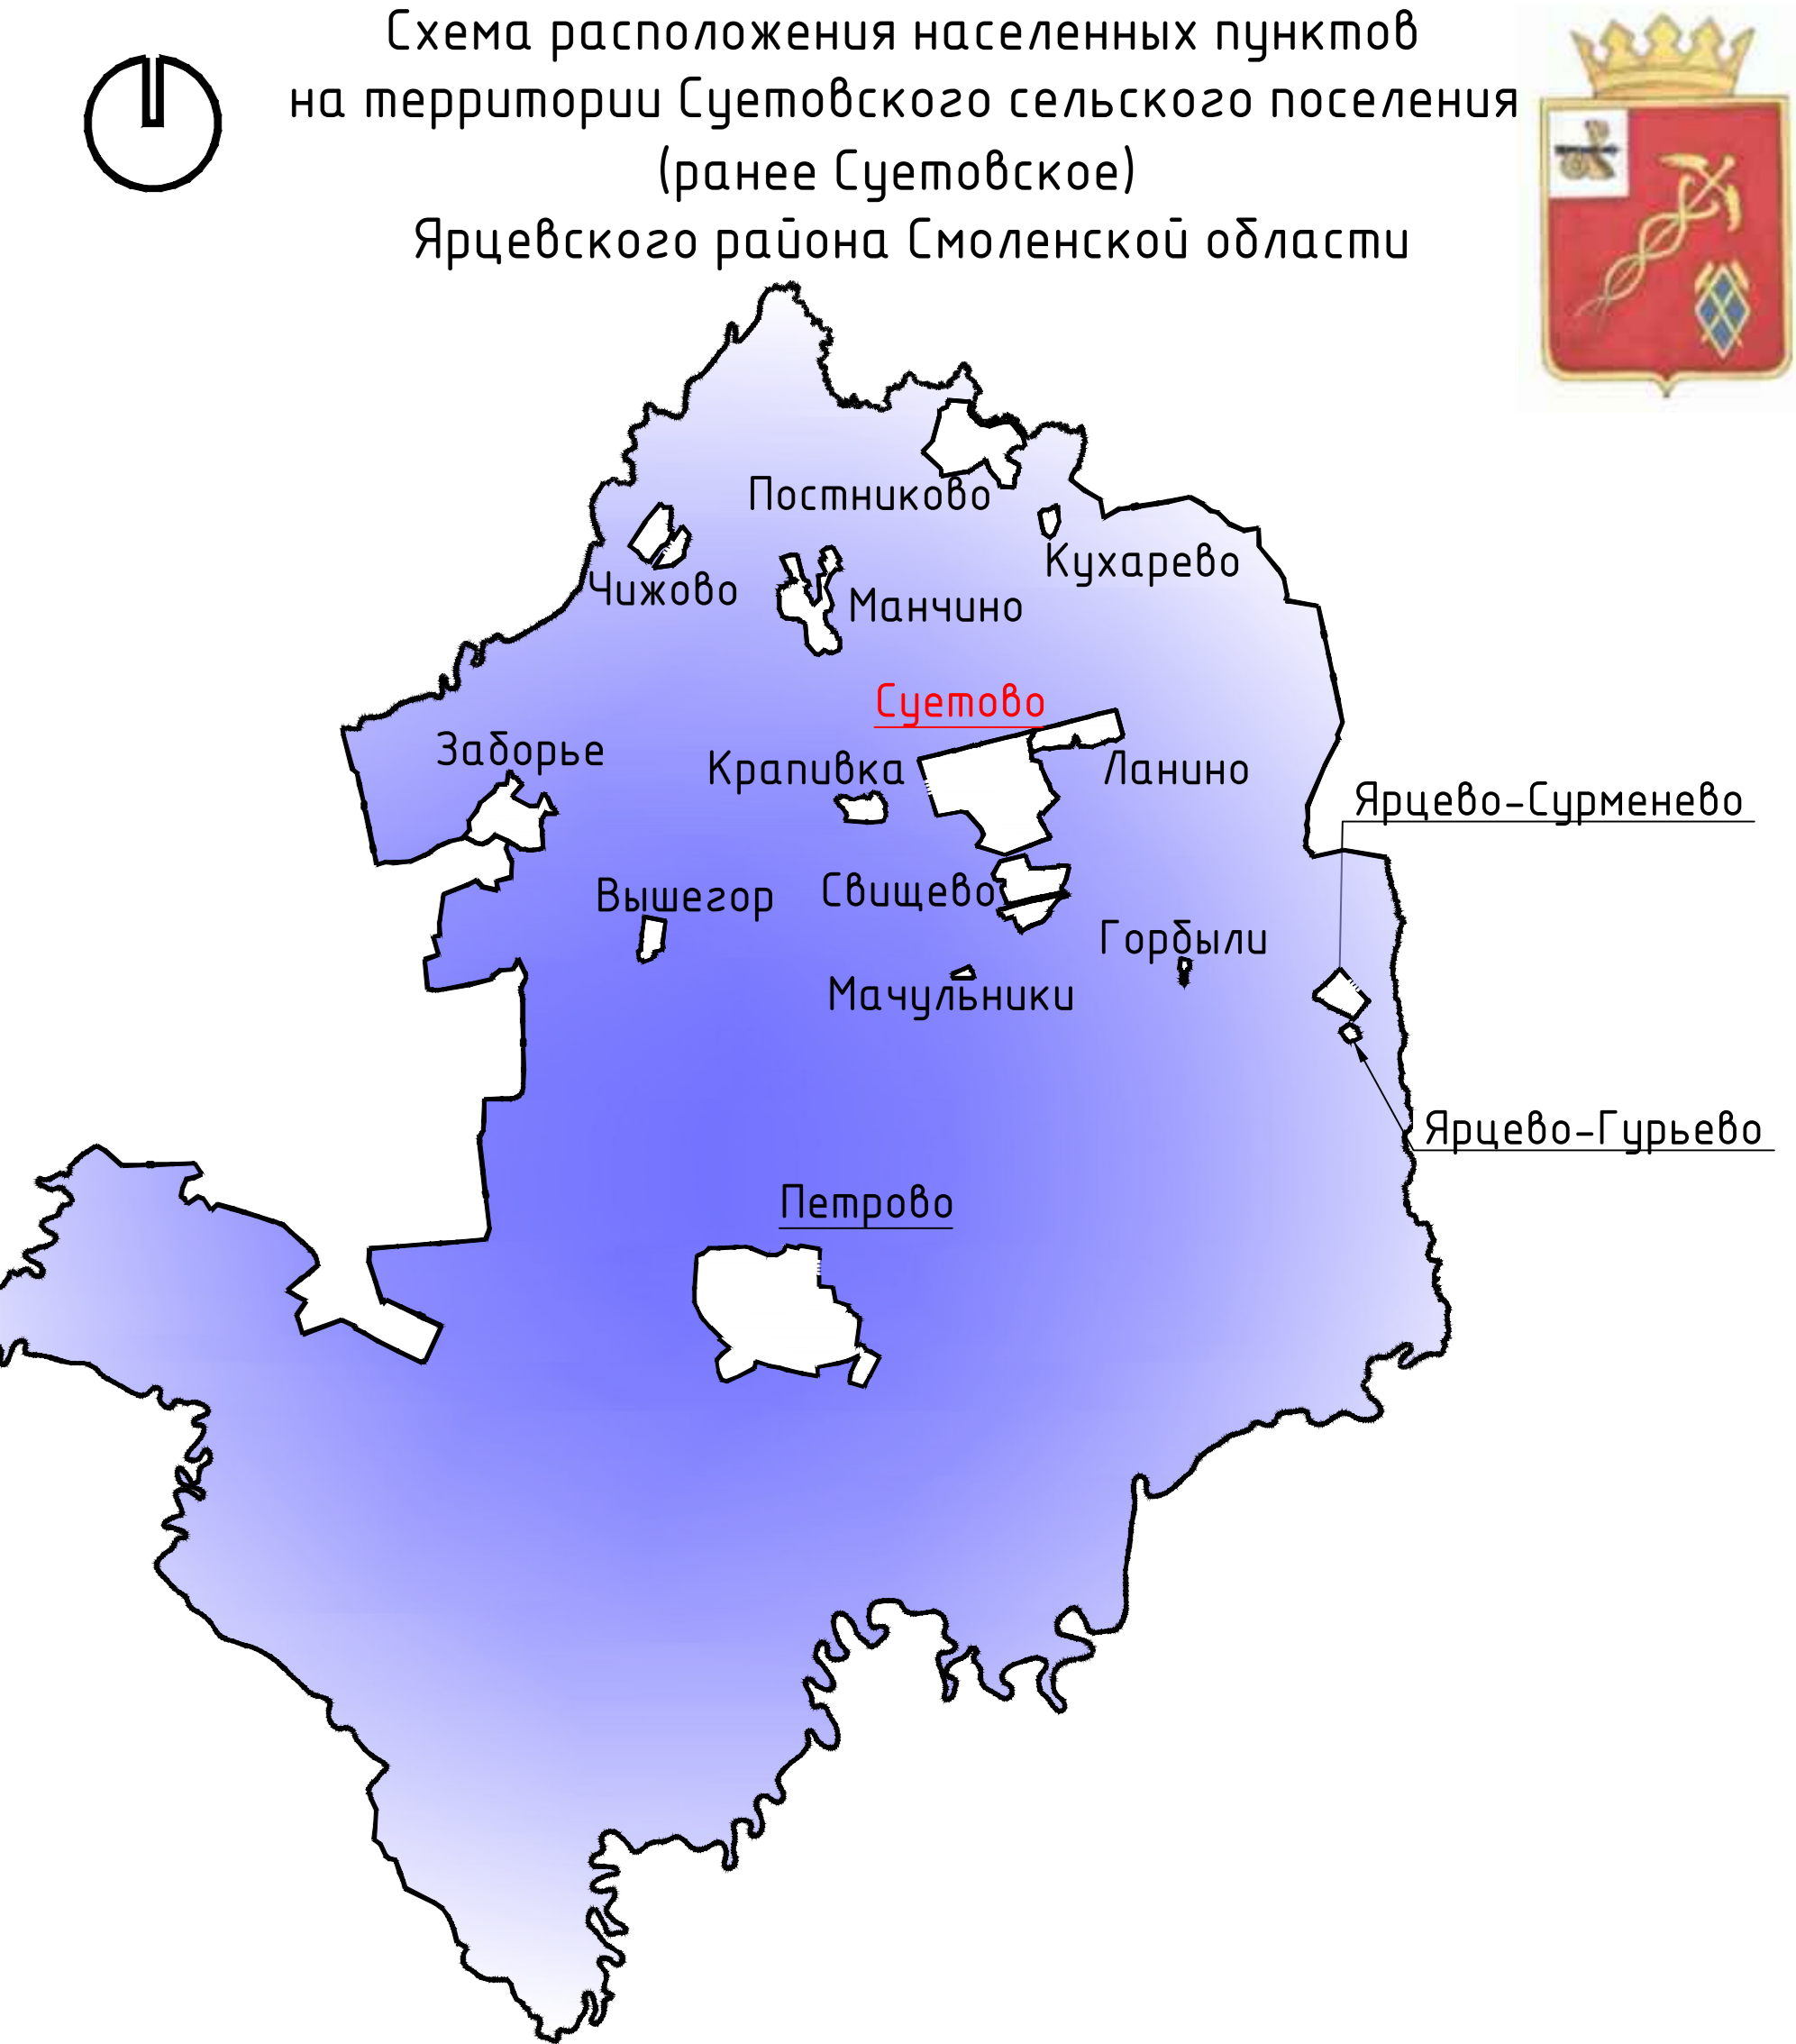 Схема расположения населенных пунктов
на территории Суетовского сельского поселения
(ранее Суетовское)
Ярцевского района Смоленской области
Постниково
Кухарево
Чижово
Манчино
Суетово
Заборье
Крапивка
Ланино
Ярцево-Сурменево
Вышегор
Свищево
Горбыли
Мачульники
Ярцево-Гурьево
Петрово